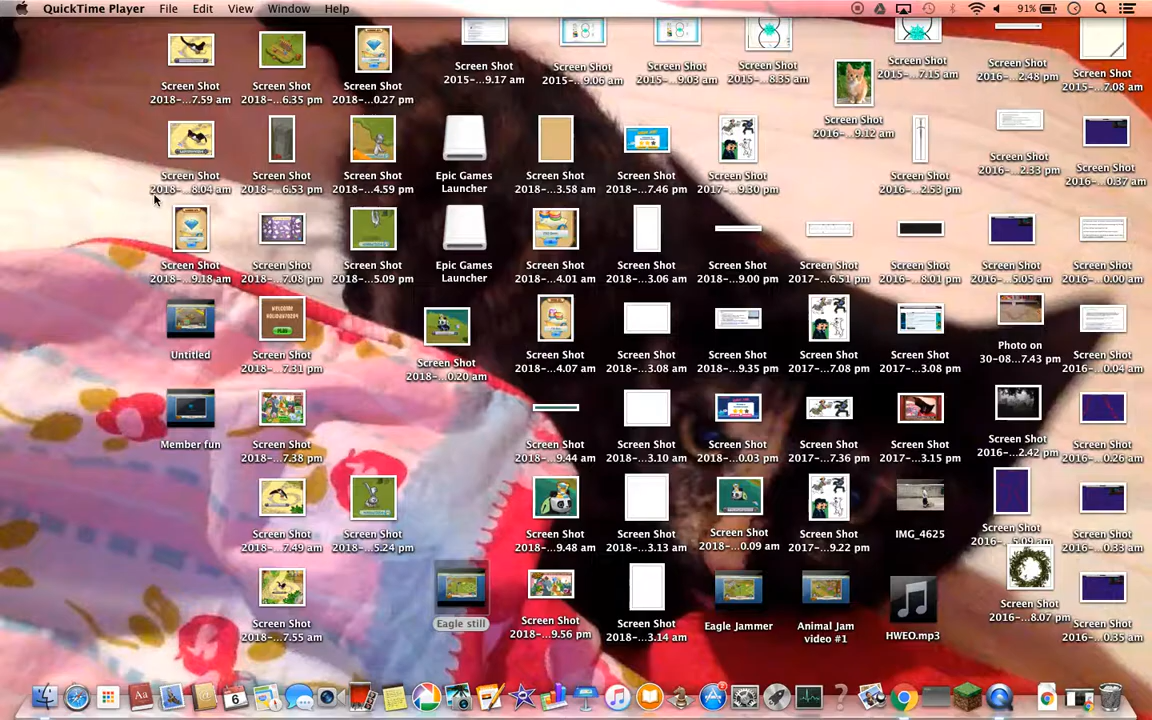 QuickTime Player File Edit View Window Help 91%
Screen Shot
2018-...7.59 am
Screen Shot
2018-...6.35 pm
Screen Shot
2018-...0.27 pm
Screen Shot
2015-...9.17 am
Screen Shot
2015-...9.06 am
Screen Shot
2015-...9.03 am
Screen Shot
2015-...8.35 am
Screen Shot
2016-...9.12 am
Screen Shot
2015-...7.15 am
Screen Shot
2016-...2.48 pm
Screen Shot
2015-...7.08 am
Screen Shot
2018-...8.04 am
Screen Shot
2018-...6.53 pm
Screen Shot
2018-...4.59 pm
Epic Games
Launcher
Screen Shot
2018-...3.58 am
Screen Shot
2018-...7.46 pm
Screen Shot
2017-...9.30 pm
Screen Shot
2016-...2.53 pm
Screen Shot
2016-...2.33 pm
Screen Shot
2016-...0.37 am
Screen Shot
2018-...9.18 am
Screen Shot
2018-...7.08 pm
Screen Shot
2018-...5.09 pm
Epic Games
Launcher
Screen Shot
2018-...4.01 am
Screen Shot
2018-...3.06 am
Screen Shot
2018-...9.00 pm
Screen Shot
2017-...6.51 pm
Screen Shot
2016-...8.01 pm
Screen Shot
2016-...5.05 am
Screen Shot
2016-...0.00 am
Untitled
WELCOME
PLAY
Screen Shot
2018-...7.31 pm
Screen Shot
2018-...0.20 am
Screen Shot
2018-...4.07 am
Screen Shot
2018-...3.08 am
Screen Shot
2018-...9.35 pm
Screen Shot
2017-...7.08 pm
Screen Shot
2017-...3.08 pm
Photo on
30-08...7.43 pm
Screen Shot
2016-...0.04 am
Member fun
Screen Shot
2018-...7.38 pm
Screen Shot
2018-...9.44 am
Screen Shot
2018-...3.10 am
Screen Shot
2018-...0.03 pm
Screen Shot
2017-...7.36 pm
Screen Shot
2017-...3.15 pm
Screen Shot
2016-...2.42 pm
Screen Shot
2016-...0.26 am
Screen Shot
2018-...7.49 am
Screen Shot
2018-...5.24 pm
Screen Shot
2018-...9.48 am
Screen Shot
2018-...3.13 am
Screen Shot
2018-...0.09 am
Screen Shot
2017-...9.22 pm
IMG_4625
Screen Shot
2016-...5.09 am
Screen Shot
2016-...0.33 am
Screen Shot
2018-...7.55 am
Eagle still
Screen Shot
2018-...9.56 pm
Screen Shot
2018-...3.14 am
Eagle Jammer
Animal Jam
video #1
HWEO.mp3
Screen Shot
2016-...8.07 pm
Screen Shot
2016-...0.35 am